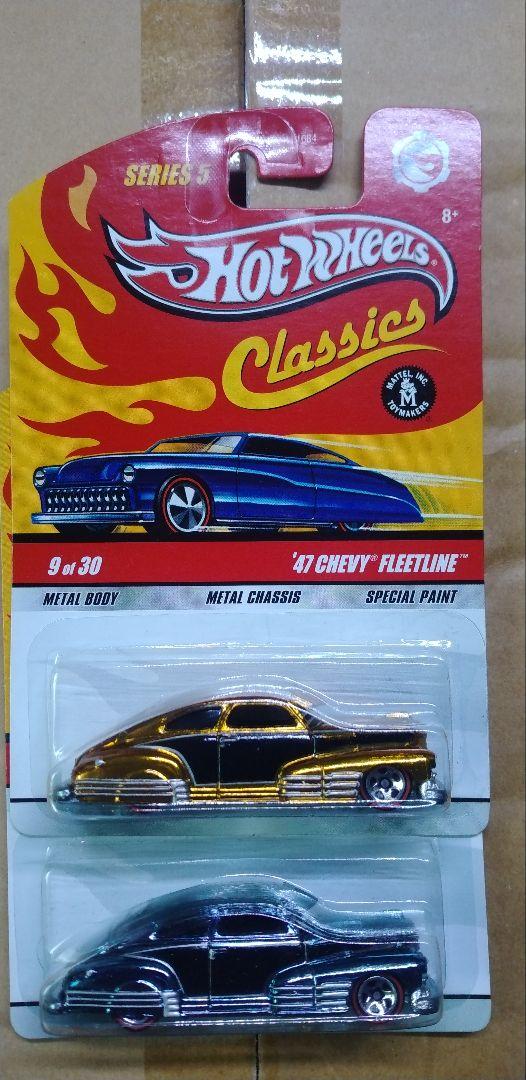 SERIES 5
8+
Hot Wheels®
Classics
MATTEL, INC.
M
TOYMAKERS
9 of 30
'47 CHEVY® FLEETLINE™
METAL BODY METAL CHASSIS SPECIAL PAINT